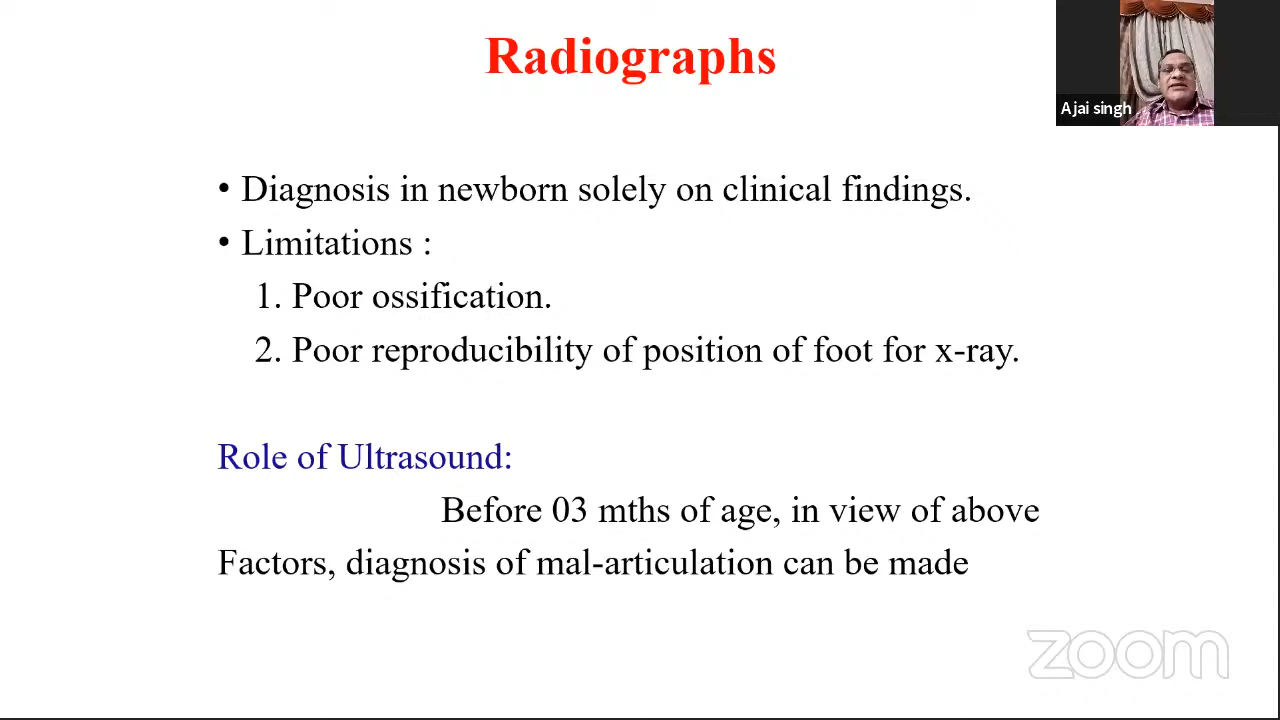 Radiographs
Ajai singh
• Diagnosis in newborn solely on clinical findings.
• Limitations :
1. Poor ossification.
2. Poor reproducibility of position of foot for x-ray.
Role of Ultrasound:
Before 03 mths of age, in view of above
Factors, diagnosis of mal-articulation can be made
zoom